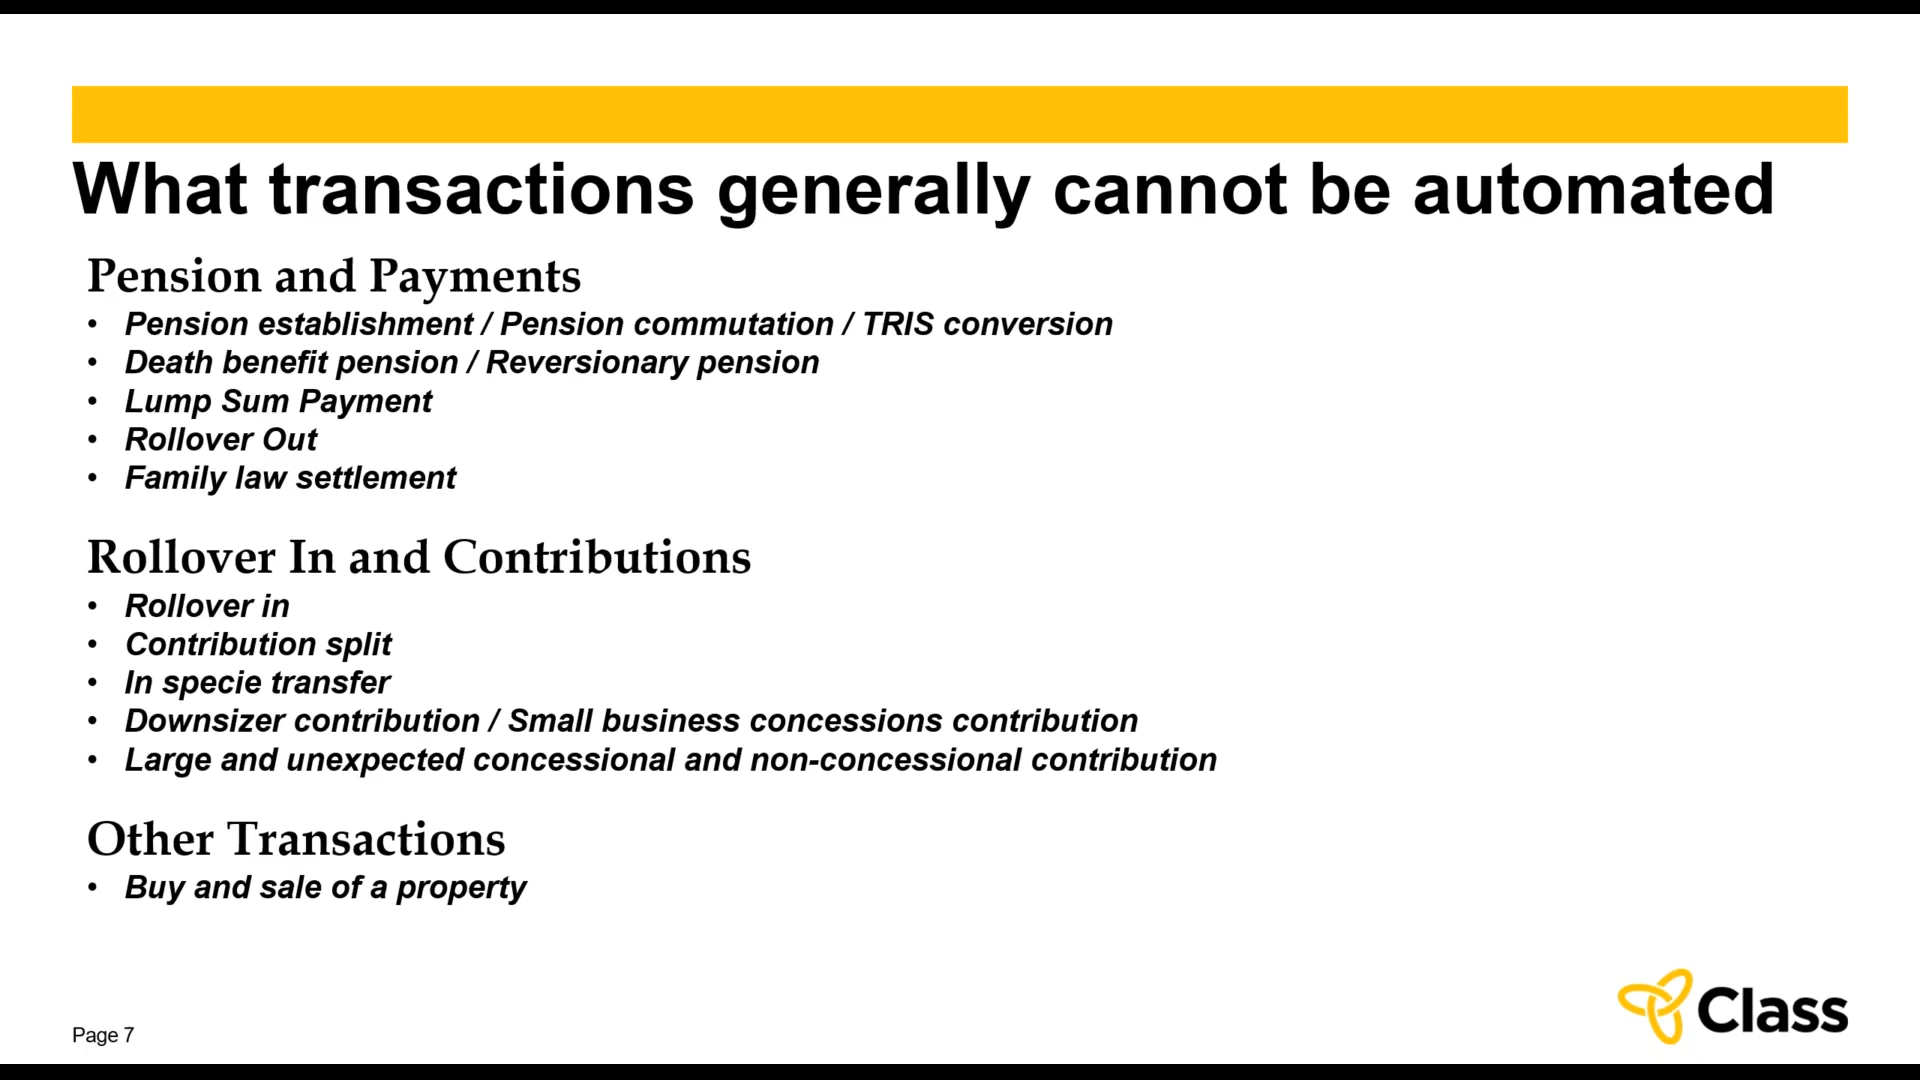 What transactions generally cannot be automated
Pension and Payments
• Pension establishment / Pension commutation / TRIS conversion
• Death benefit pension / Reversionary pension
• Lump Sum Payment
• Rollover Out
• Family law settlement
Rollover In and Contributions
• Rollover in
• Contribution split
• In specie transfer
• Downsizer contribution / Small business concessions contribution
• Large and unexpected concessional and non-concessional contribution
Other Transactions
• Buy and sale of a property
Page 7
Class